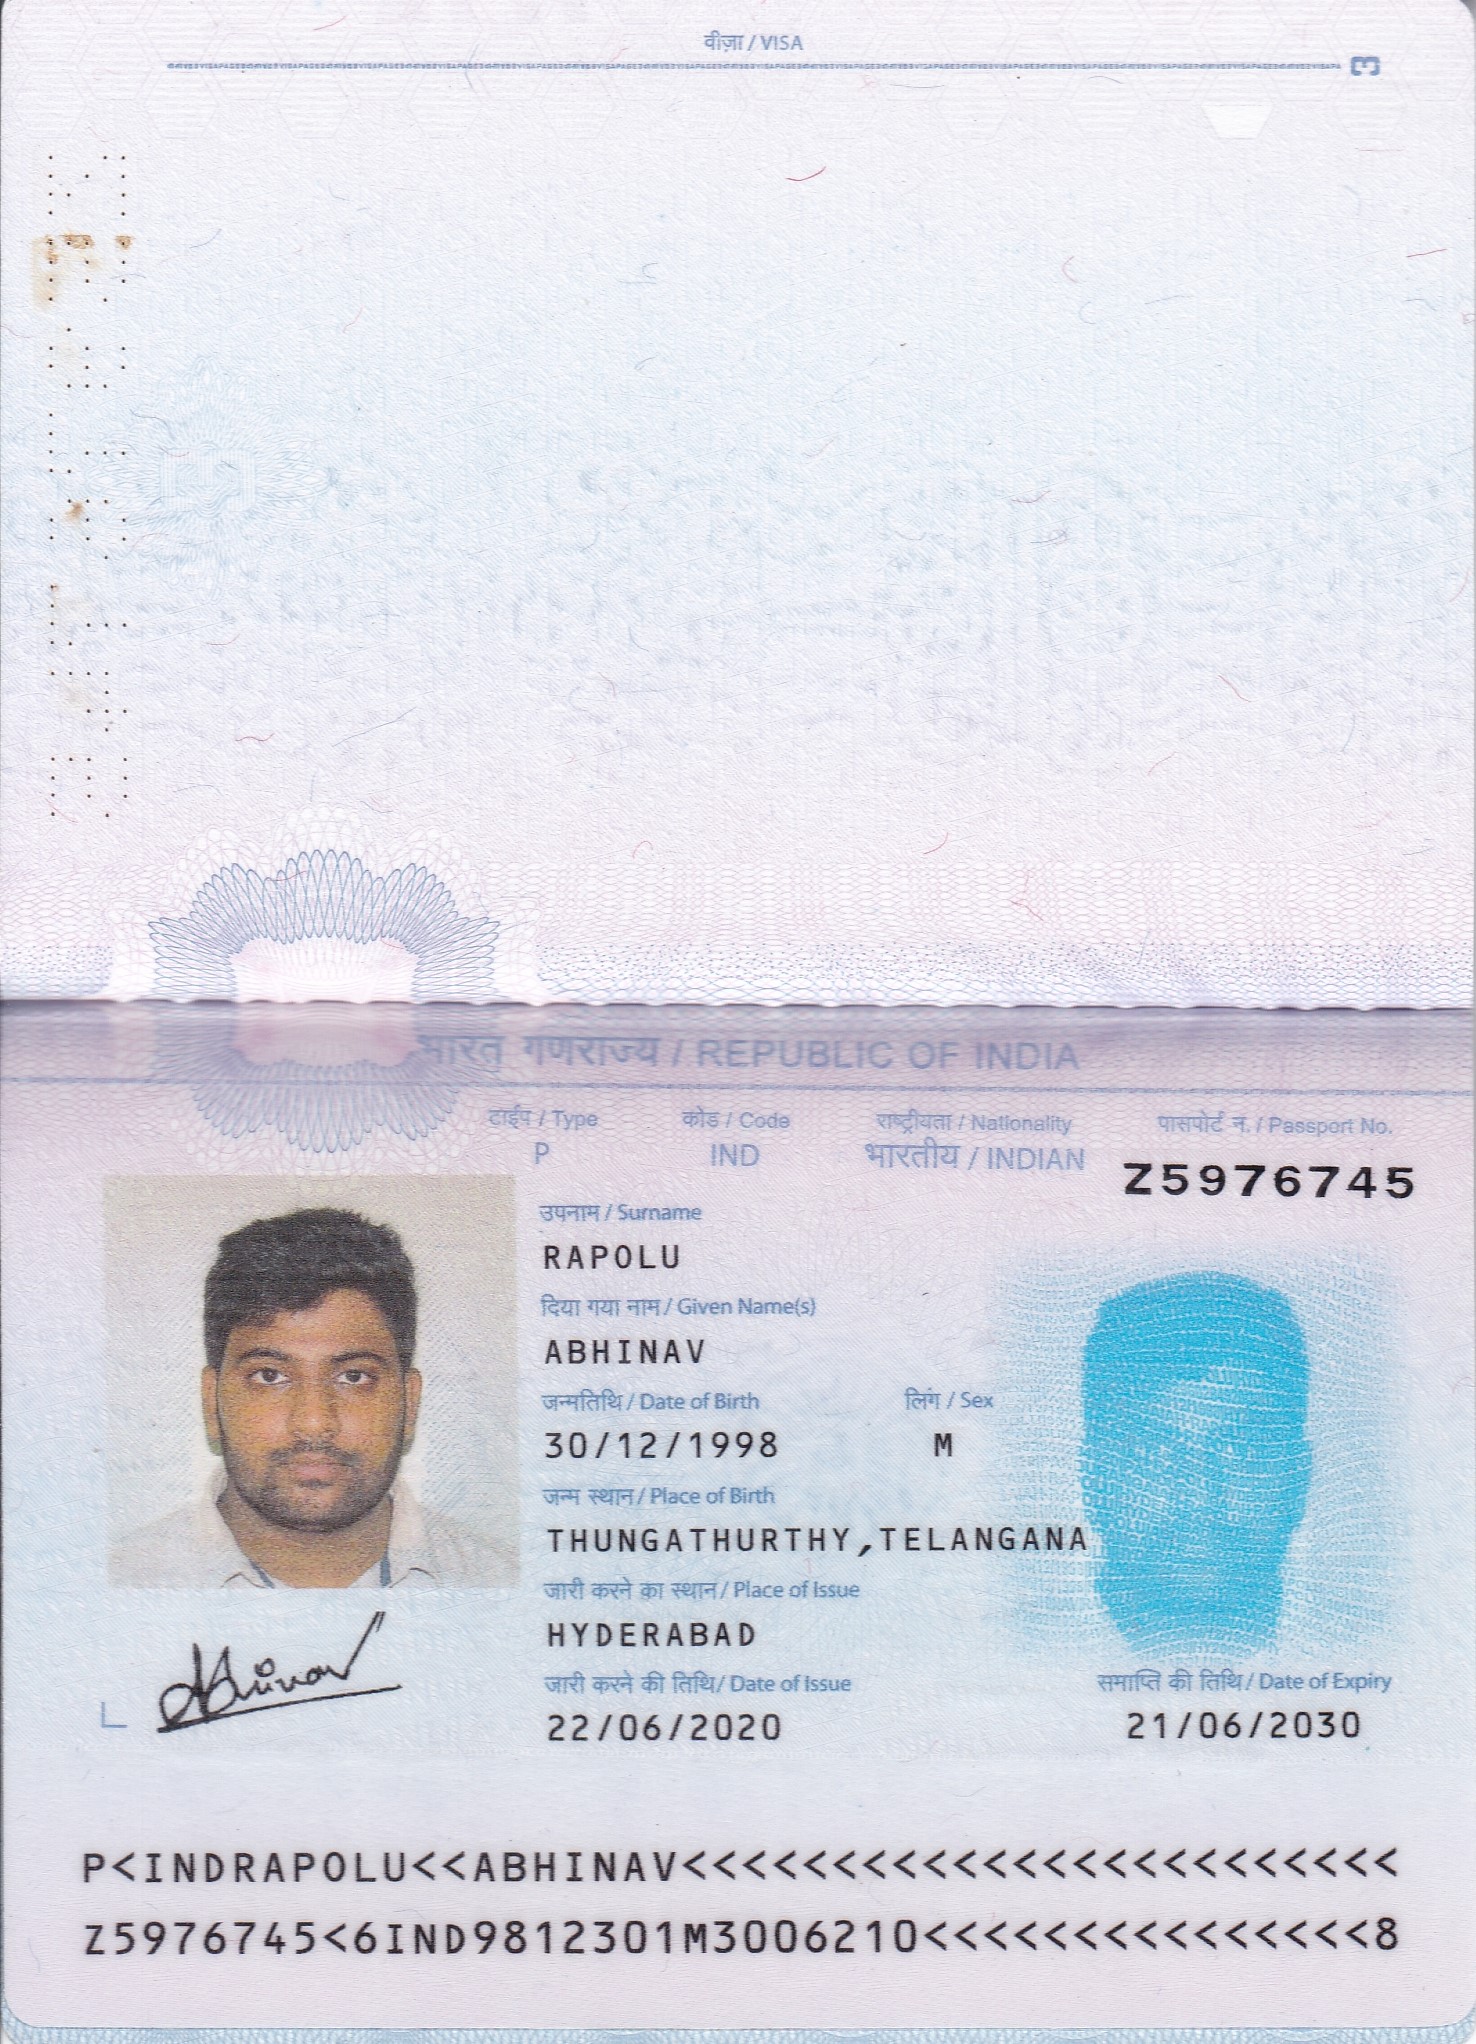 वीज़ा / VISA
3
भारत गणराज्य / REPUBLIC OF INDIA
टाईप / Type कोड / Code राष्ट्रीयता / Nationality पासपोर्ट न. / Passport No.
P IND भारतीय / INDIAN Z5976745
उपनाम / Surname
RAPOLU
दिया गया नाम / Given Name(s)
ABHINAV
जन्मतिथि / Date of Birth लिंग / Sex
30/12/1998 M
जन्म स्थान / Place of Birth
THUNGATHURTHY,TELANGANA
जारी करने का स्थान / Place of Issue
HYDERABAD
जारी करने की तिथि/ Date of Issue समाप्ति की तिथि / Date of Expiry
22/06/2020 21/06/2030
Abhinav
P<INDRAPOLU<<ABHINAV<<<<<<<<<<<<<<<<<<<<<<<<
Z5976745<6IND9812301M3006210<<<<<<<<<<<<<<<8